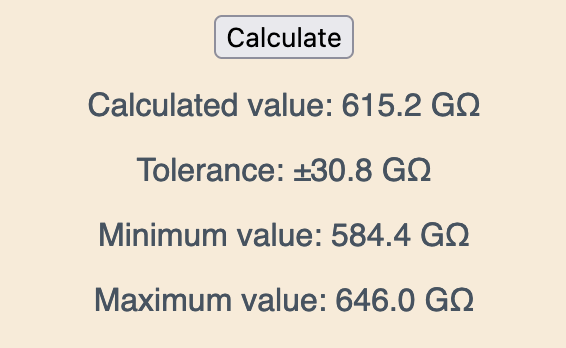 Calculate
Calculated value: 615.2 GΩ
Tolerance: ±30.8 GΩ
Minimum value: 584.4 GΩ
Maximum value: 646.0 GΩ